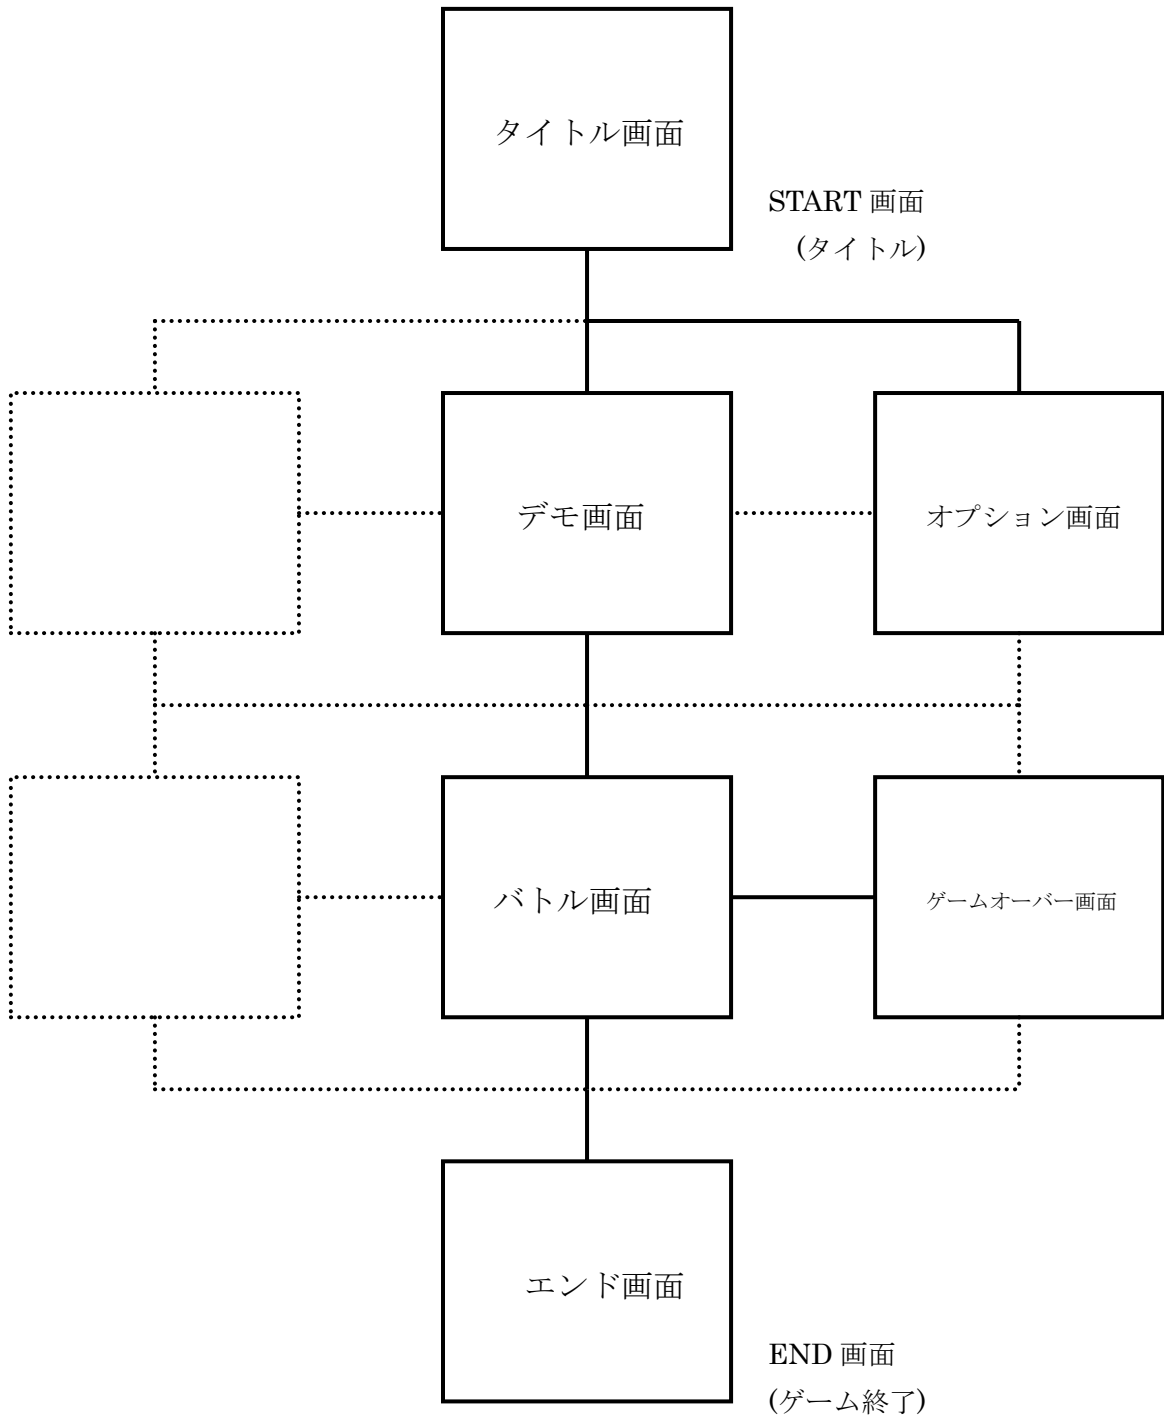 タイトル画面
START 画面
(タイトル)
デモ画面
オプション画面
バトル画面
ゲームオーバー画面
エンド画面
END 画面
(ゲーム終了)